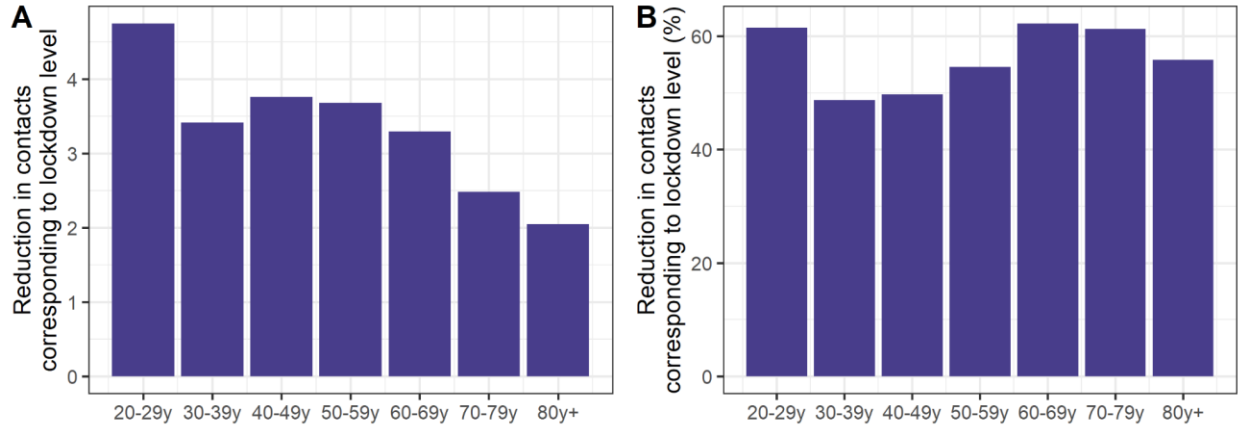 A
Reduction in contacts
corresponding to lockdown level
4
3
2
1
0
20-29y 30-39y 40-49y 50-59y 60-69y 70-79y 80y+
B
Reduction in contacts
corresponding to lockdown level (%)
60
40
20
0
20-29y 30-39y 40-49y 50-59y 60-69y 70-79y 80y+